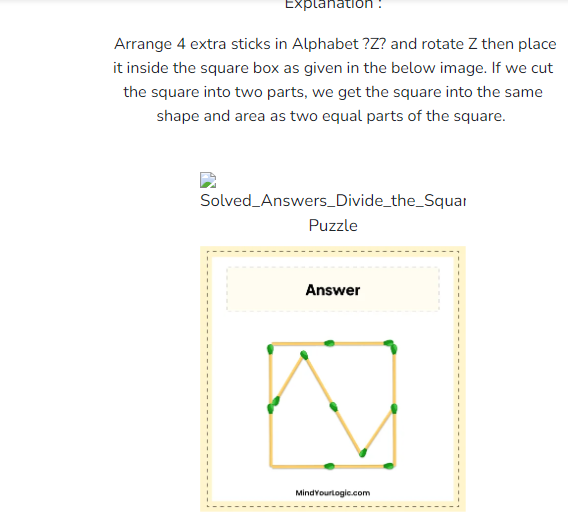 Explanation :
Arrange 4 extra sticks in Alphabet ?Z? and rotate Z then place
it inside the square box as given in the below image. If we cut
the square into two parts, we get the square into the same
shape and area as two equal parts of the square.
Solved_Answers_Divide_the_Squar
Puzzle
Answer
MindYourLogic.com